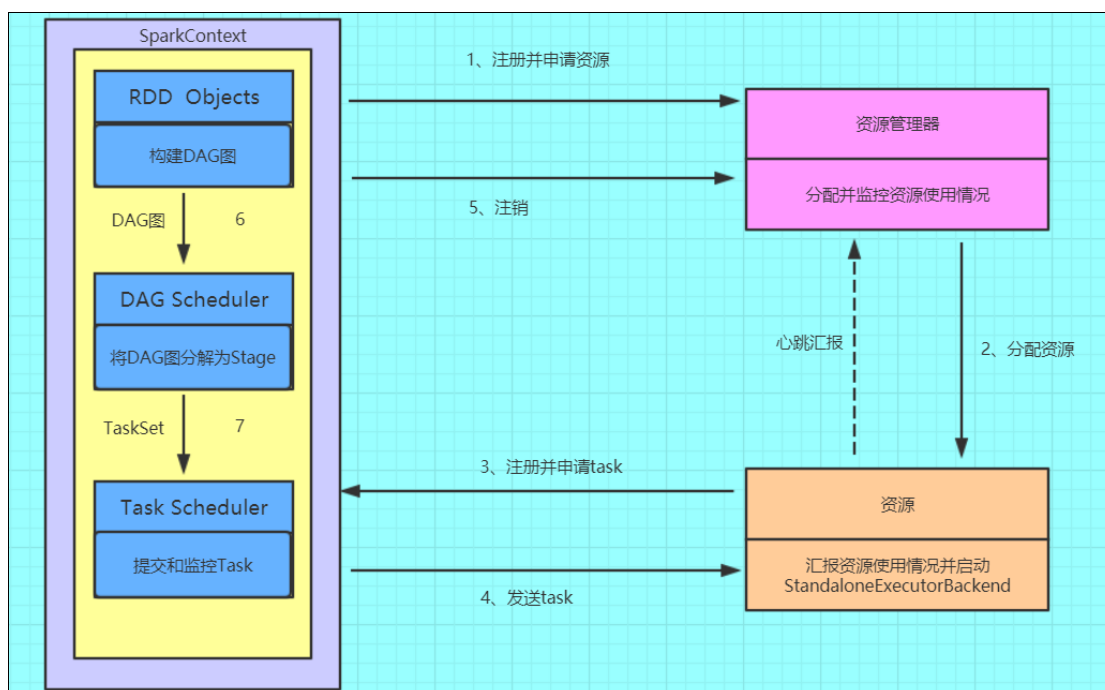 SparkContext
RDD Objects
构建DAG图
DAG图 6
DAG Scheduler
将DAG图分解为Stage
TaskSet 7
Task Scheduler
提交和监控Task
1、注册并申请资源
5、注销
资源管理器
分配并监控资源使用情况
心跳汇报
2、分配资源
3、注册并申请task
4、发送task
资源
汇报资源使用情况并启动
StandaloneExecutorBackend